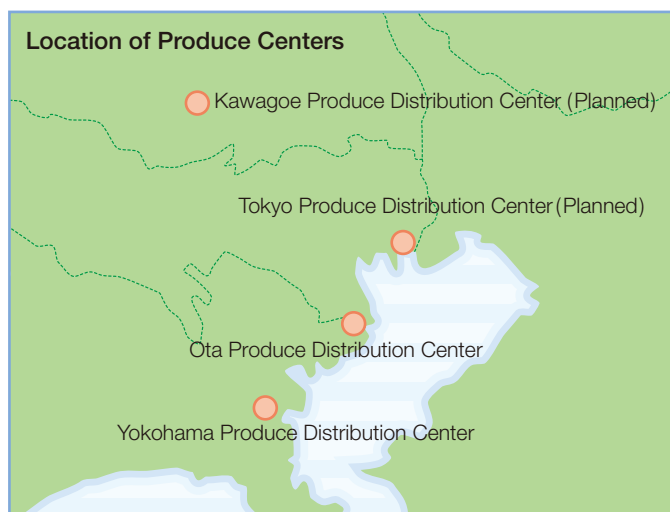 Location of Produce Centers
Kawagoe Produce Distribution Center (Planned)
Tokyo Produce Distribution Center (Planned)
Ota Produce Distribution Center
Yokohama Produce Distribution Center